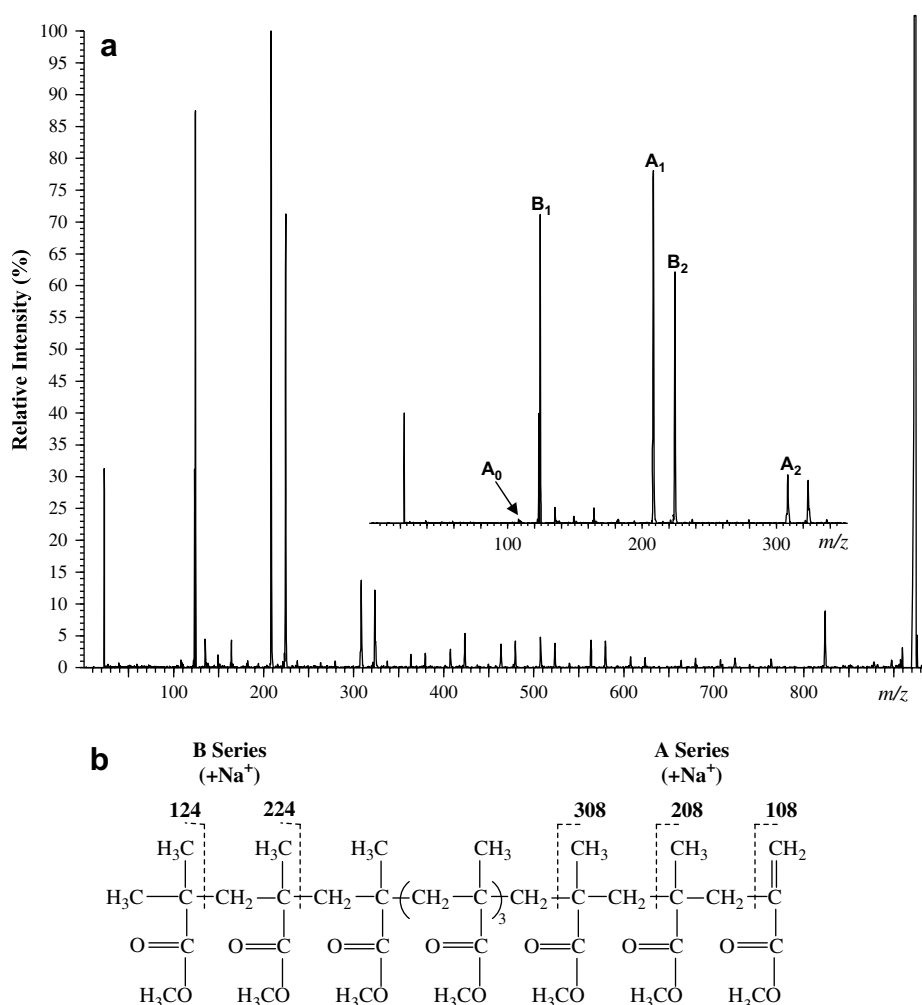 a
Relative Intensity (%)
100
95
90
85
80
75
70
65
60
55
50
45
40
35
30
25
20
15
10
5
0
100 200 300 400 500 600 700 800 m/z
A₀
B₁
A₁
B₂
A₂
100 200 300 m/z
b
B Series
(+Na⁺)
A Series
(+Na⁺)
124 224 308 208 108
H₃C H₃C H₃C CH₃ CH₃ CH₃ CH₂
H₃C C CH₂ C CH₂ C ( CH₂ C )₃ CH₂ C CH₂ C CH₂ C
O=C O=C O=C O=C O=C O=C O=C
H₃CO H₃CO H₃CO H₃CO H₃CO H₃CO H₃CO